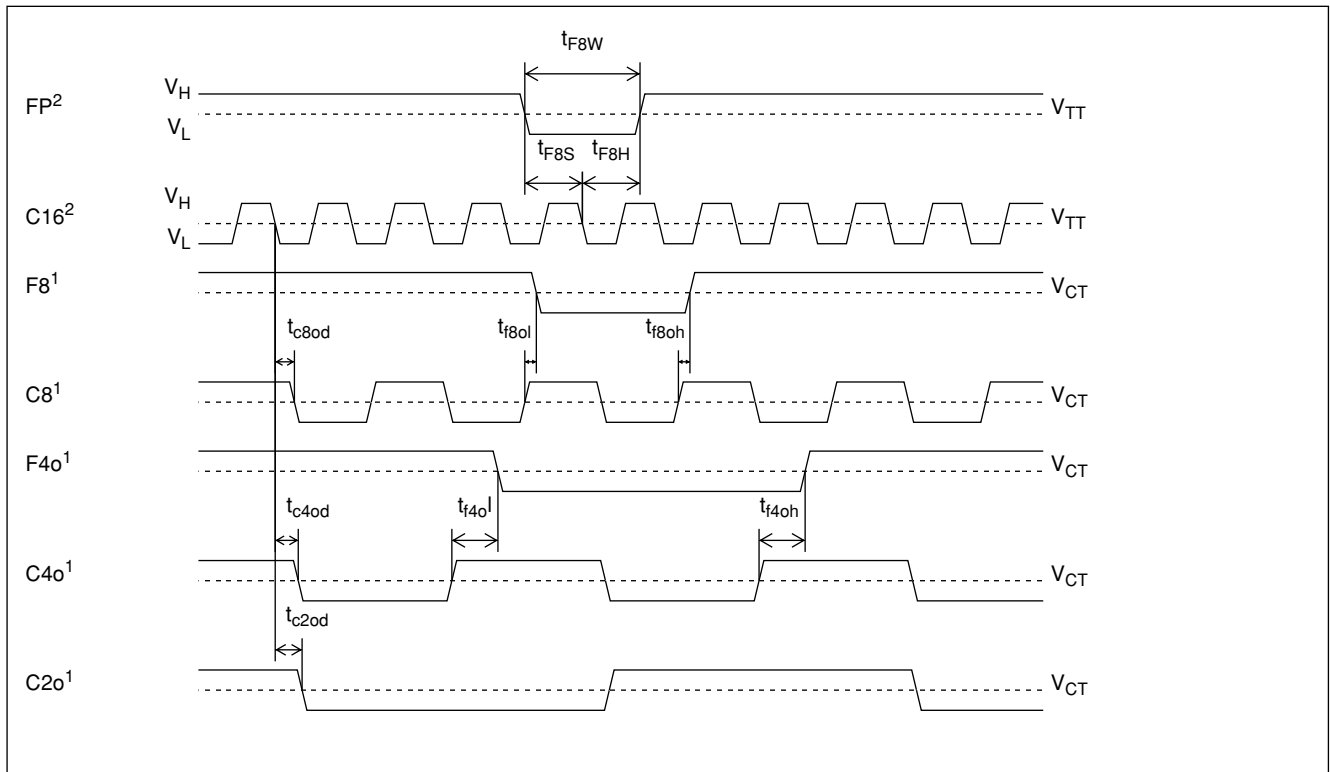 tF8W
VH
FP²
VTT
VL
tF8S
tF8H
VH
C16²
VTT
VL
F8¹
VCT
tc8od
tf8ol
tf8oh
C8¹
VCT
F4o¹
VCT
tc4od
tf4ol
tf4oh
C4o¹
VCT
tc2od
C2o¹
VCT